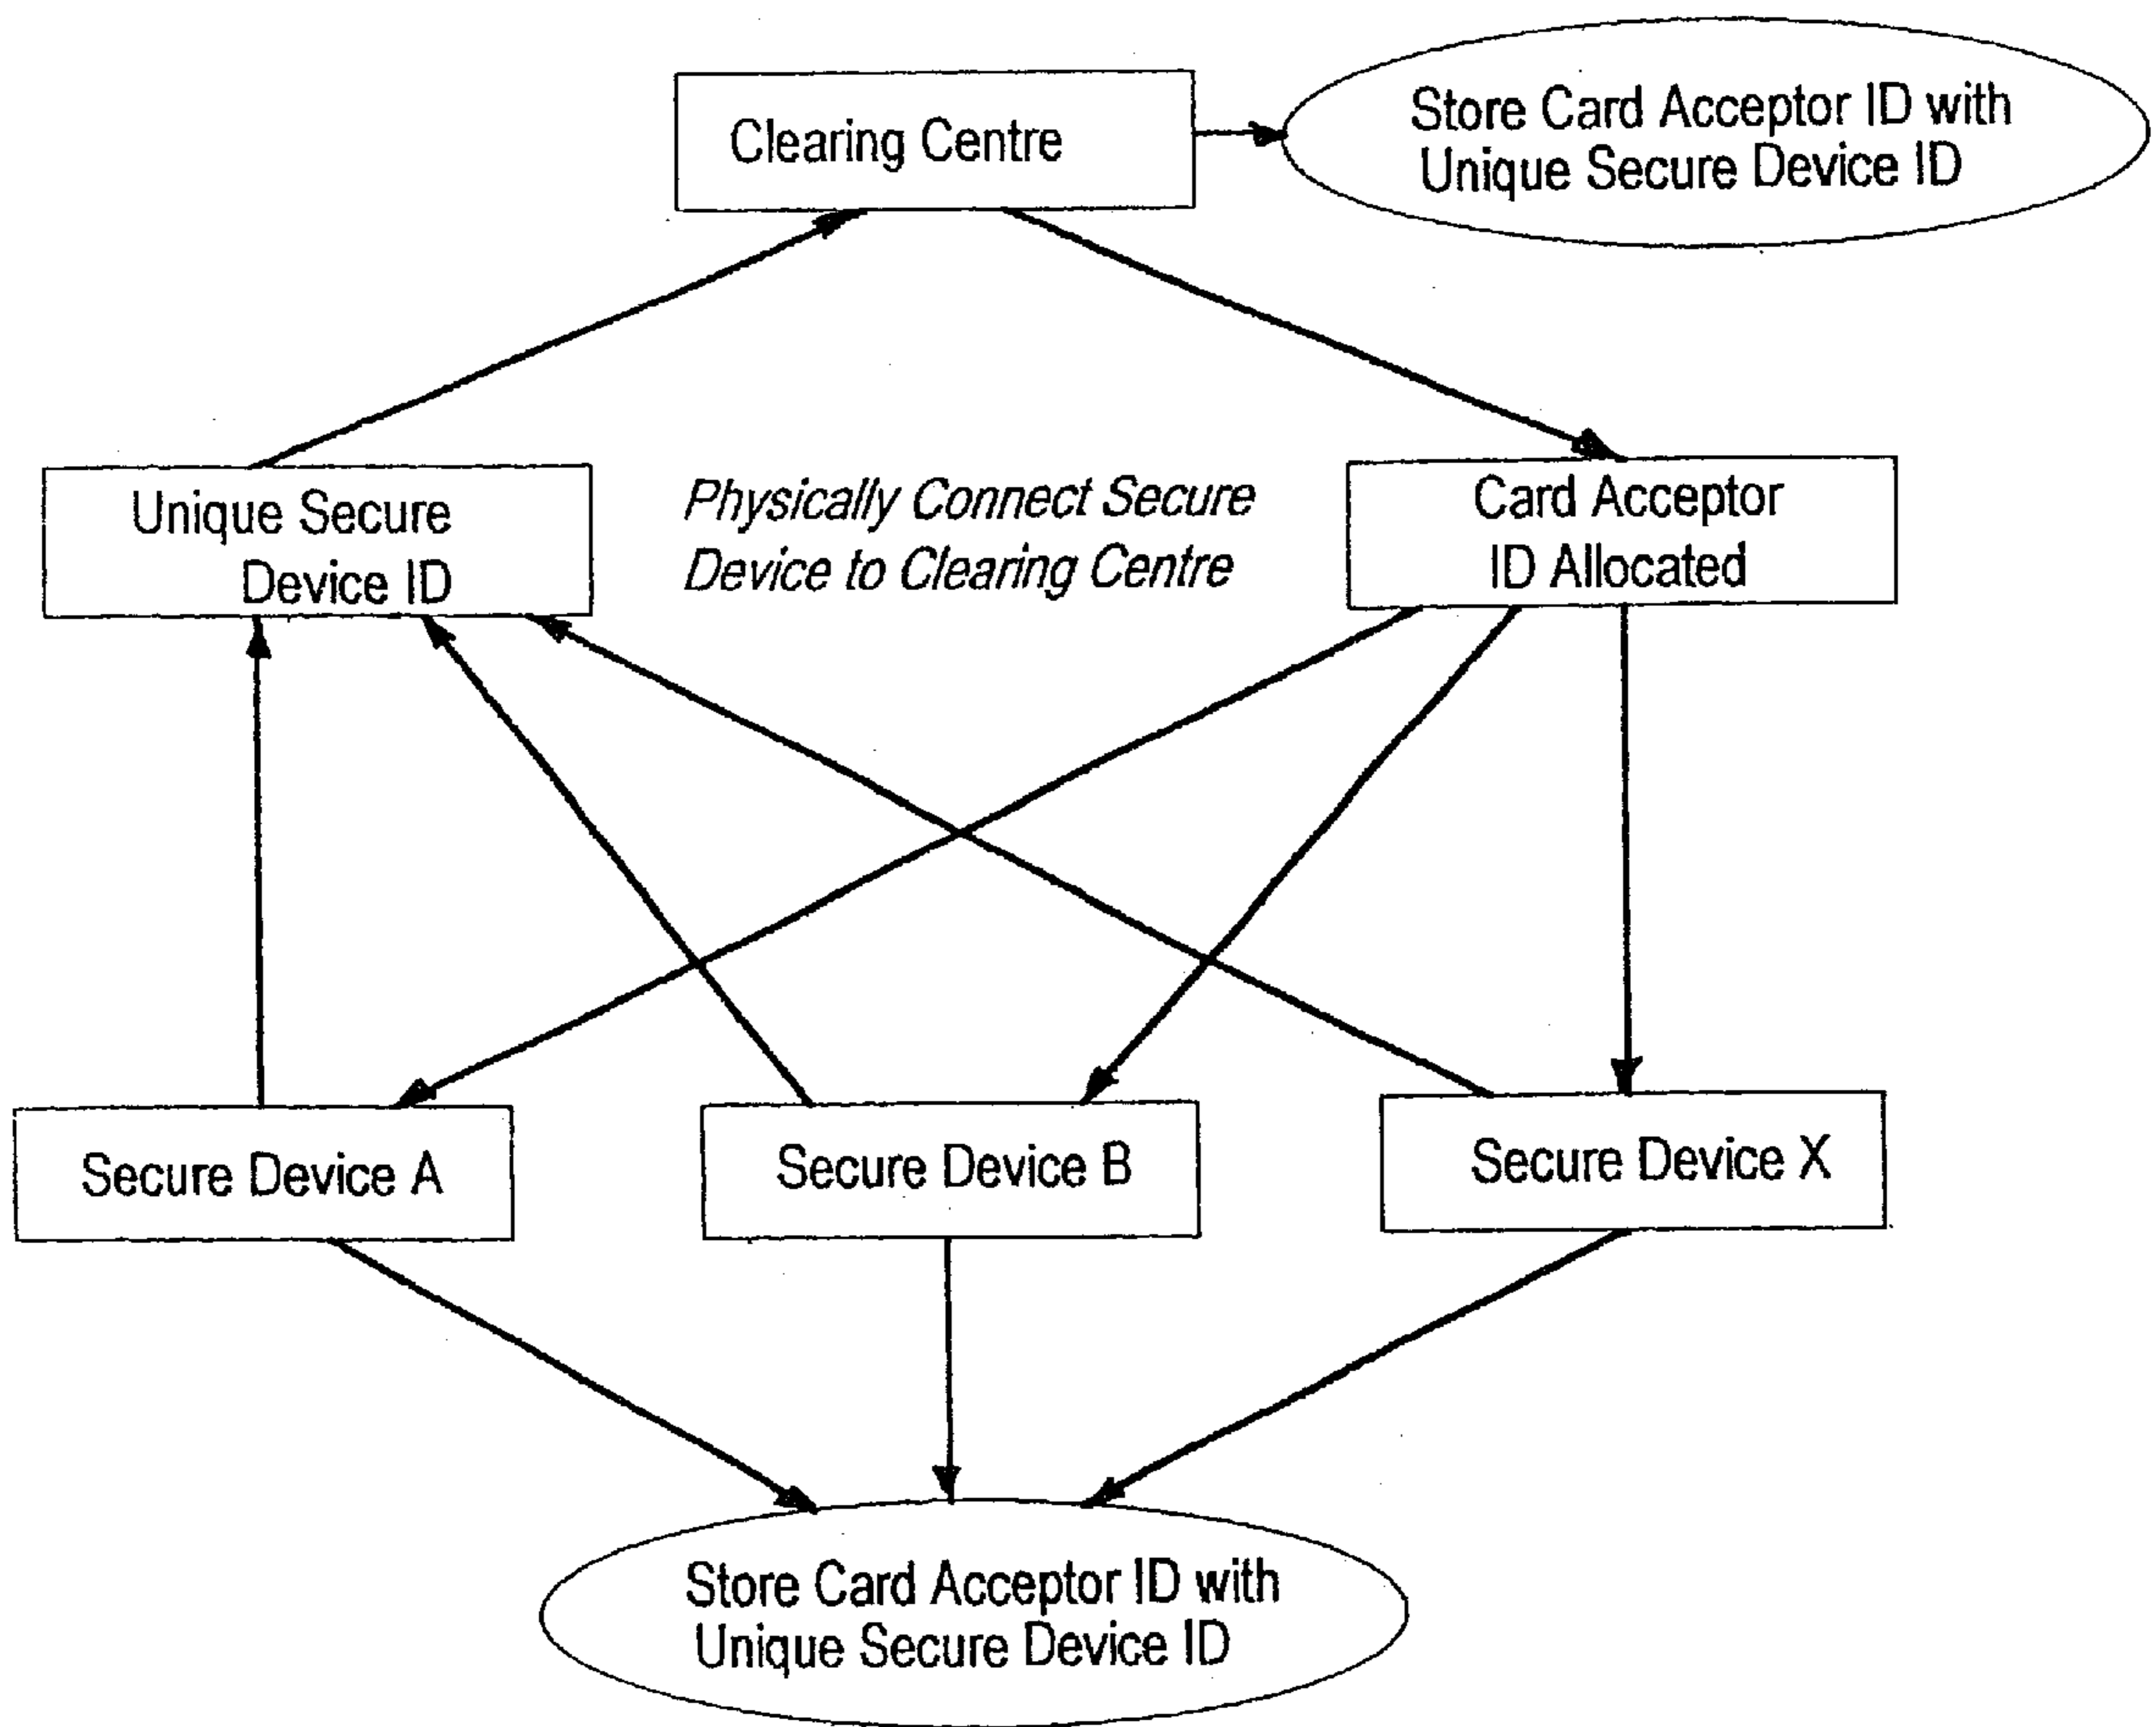 Clearing Centre
Store Card Acceptor ID with
Unique Secure Device ID
Unique Secure
Device ID
Physically Connect Secure
Device to Clearing Centre
Card Acceptor
ID Allocated
Secure Device A
Secure Device B
Secure Device X
Store Card Acceptor ID with
Unique Secure Device ID